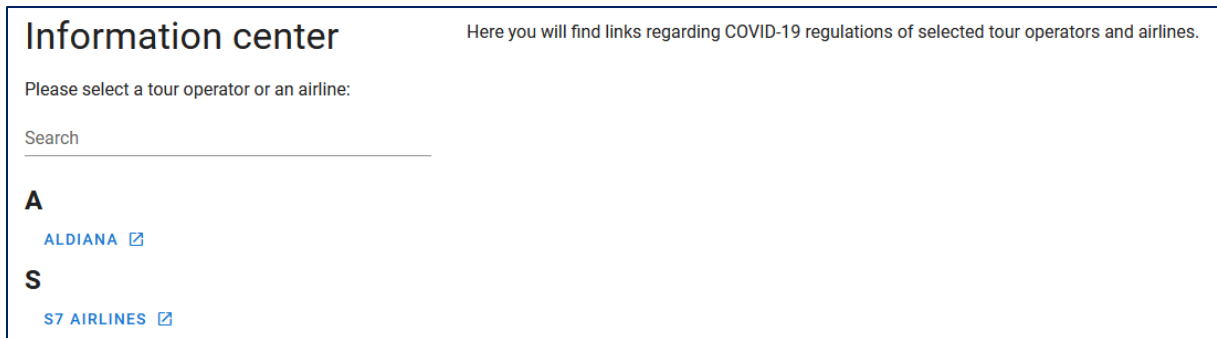 Information center
Here you will find links regarding COVID-19 regulations of selected tour operators and airlines.
Please select a tour operator or an airline:
Search
A
ALDIANA
S
S7 AIRLINES